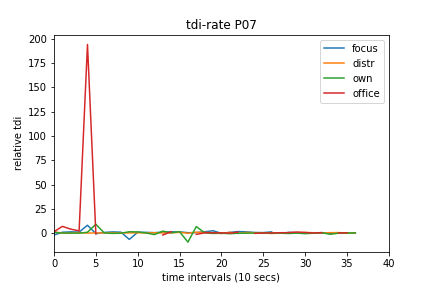 tdi-rate P07
focus
distr
own
office
200
175
150
125
100
75
50
25
0
relative tdi
0 5 10 15 20 25 30 35 40
time intervals (10 secs)